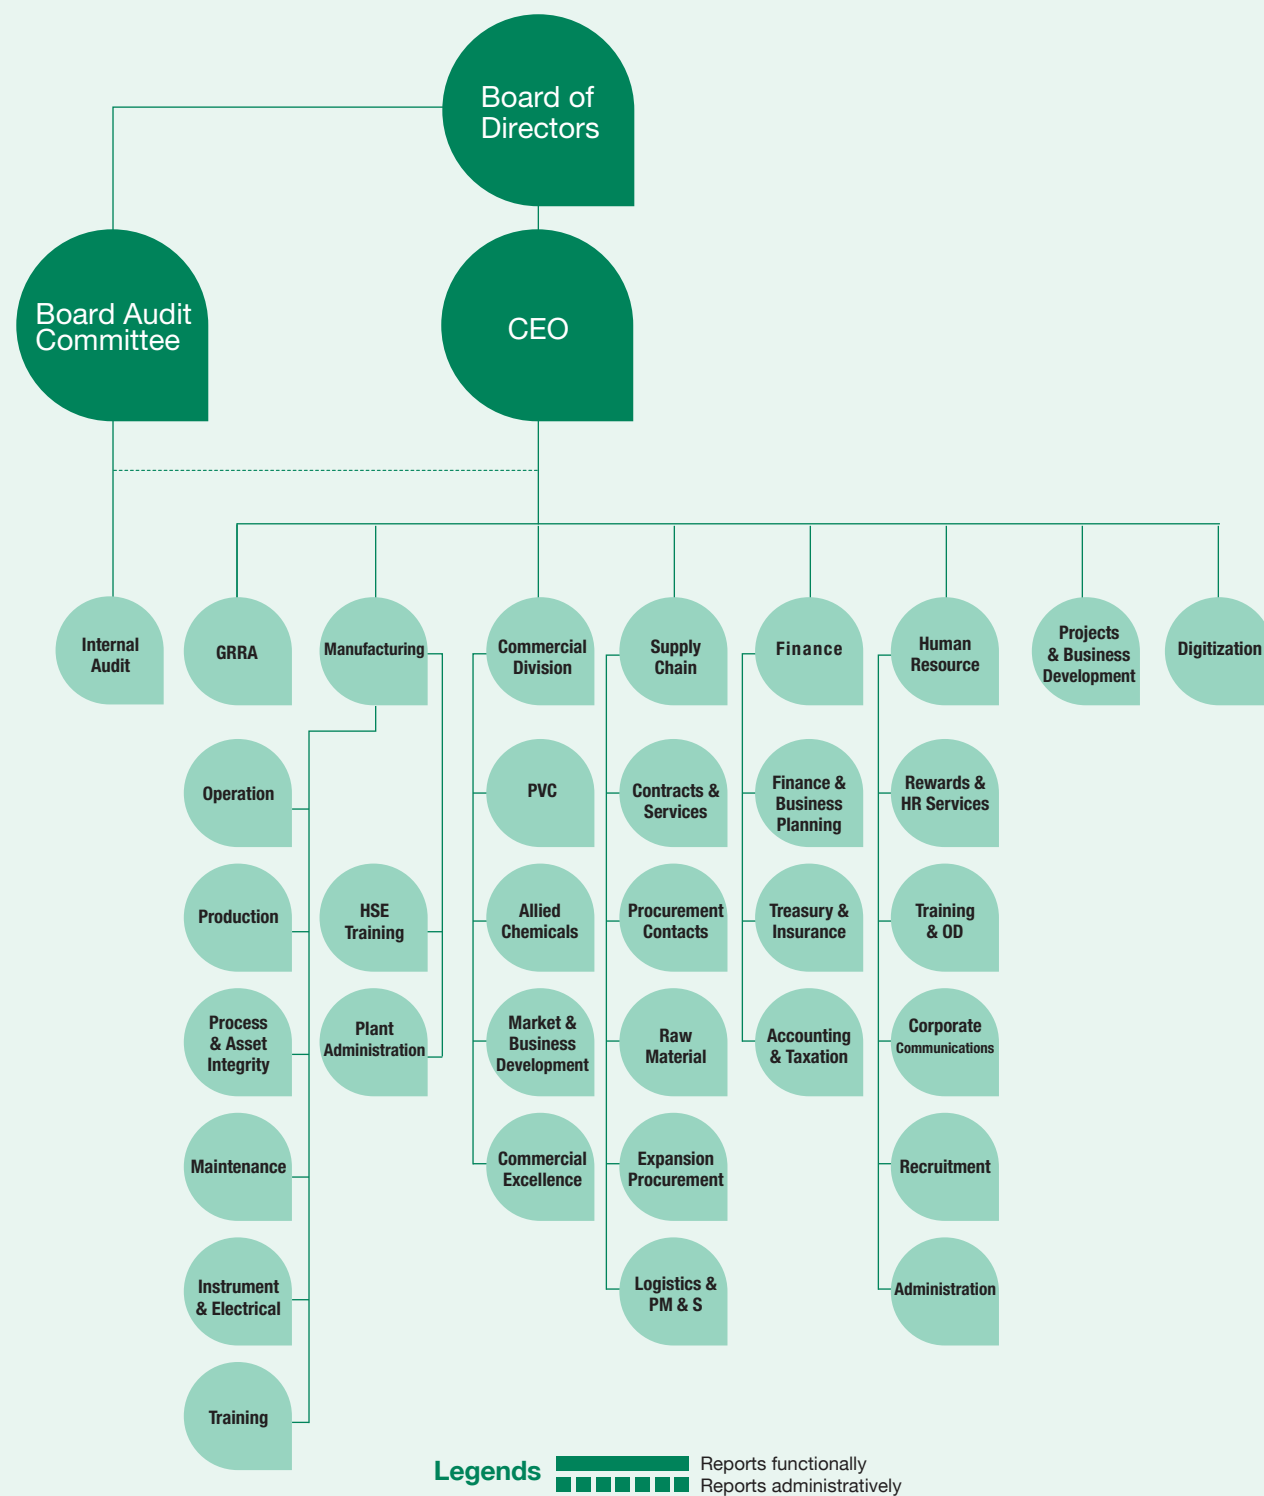 Board of
Directors
Board Audit
Committee
CEO
Internal
Audit
GRRA
Manufacturing
Commercial
Division
Supply
Chain
Finance
Human
Resource
Projects
& Business
Development
Digitization
Operation
Production
Process
& Asset
Integrity
Maintenance
Instrument
& Electrical
Training
HSE
Training
Plant
Administration
PVC
Allied
Chemicals
Market &
Business
Development
Commercial
Excellence
Contracts &
Services
Procurement
Contacts
Raw
Material
Expansion
Procurement
Logistics &
PM & S
Finance &
Business
Planning
Treasury &
Insurance
Accounting
& Taxation
Rewards &
HR Services
Training
& OD
Corporate
Communications
Recruitment
Administration
Legends
Reports functionally
Reports administratively